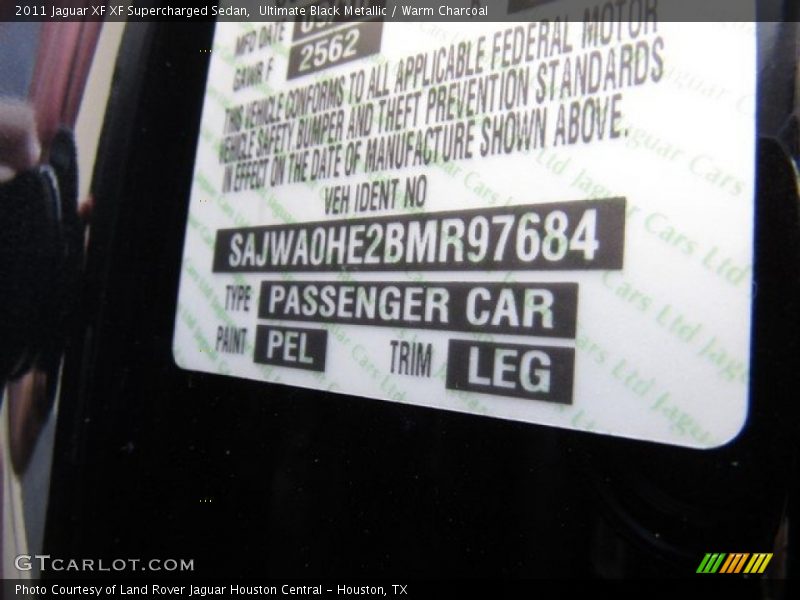 2011 Jaguar XF XF Supercharged Sedan,  Ultimate Black Metallic / Warm Charcoal
MFD DATE
GAWR F 2562
THIS VEHICLE CONFORMS TO ALL APPLICABLE FEDERAL MOTOR
VEHICLE SAFETY BUMPER AND THEFT PREVENTION STANDARDS
IN EFFECT ON THE DATE OF MANUFACTURE SHOWN ABOVE.
VEH IDENT NO
SAJWA0HE2BMR97684
TYPE PASSENGER CAR
PAINT PEL TRIM LEG
Jaguar Cars Ltd
GTCARLOT.COM
Photo Courtesy of Land Rover Jaguar Houston Central - Houston, TX